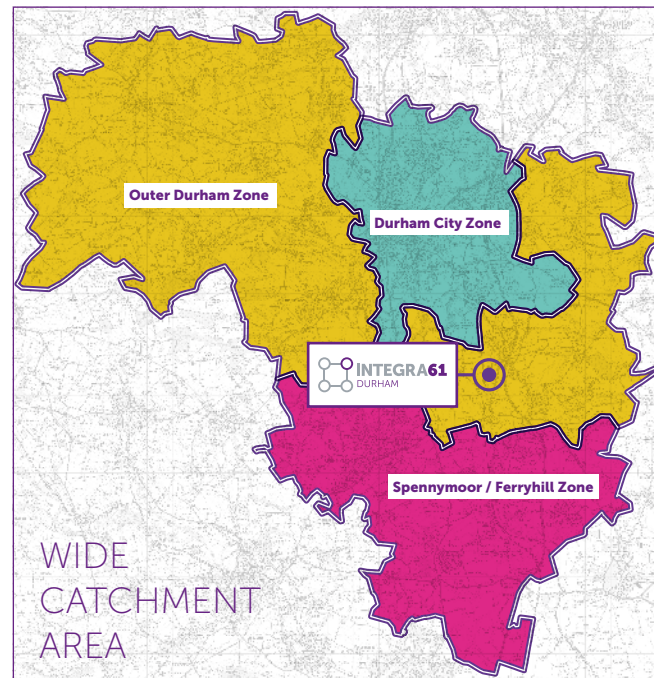 Outer Durham Zone
Durham City Zone
INTEGRA61
DURHAM
Spennymoor / Ferryhill Zone
WIDE
CATCHMENT
AREA